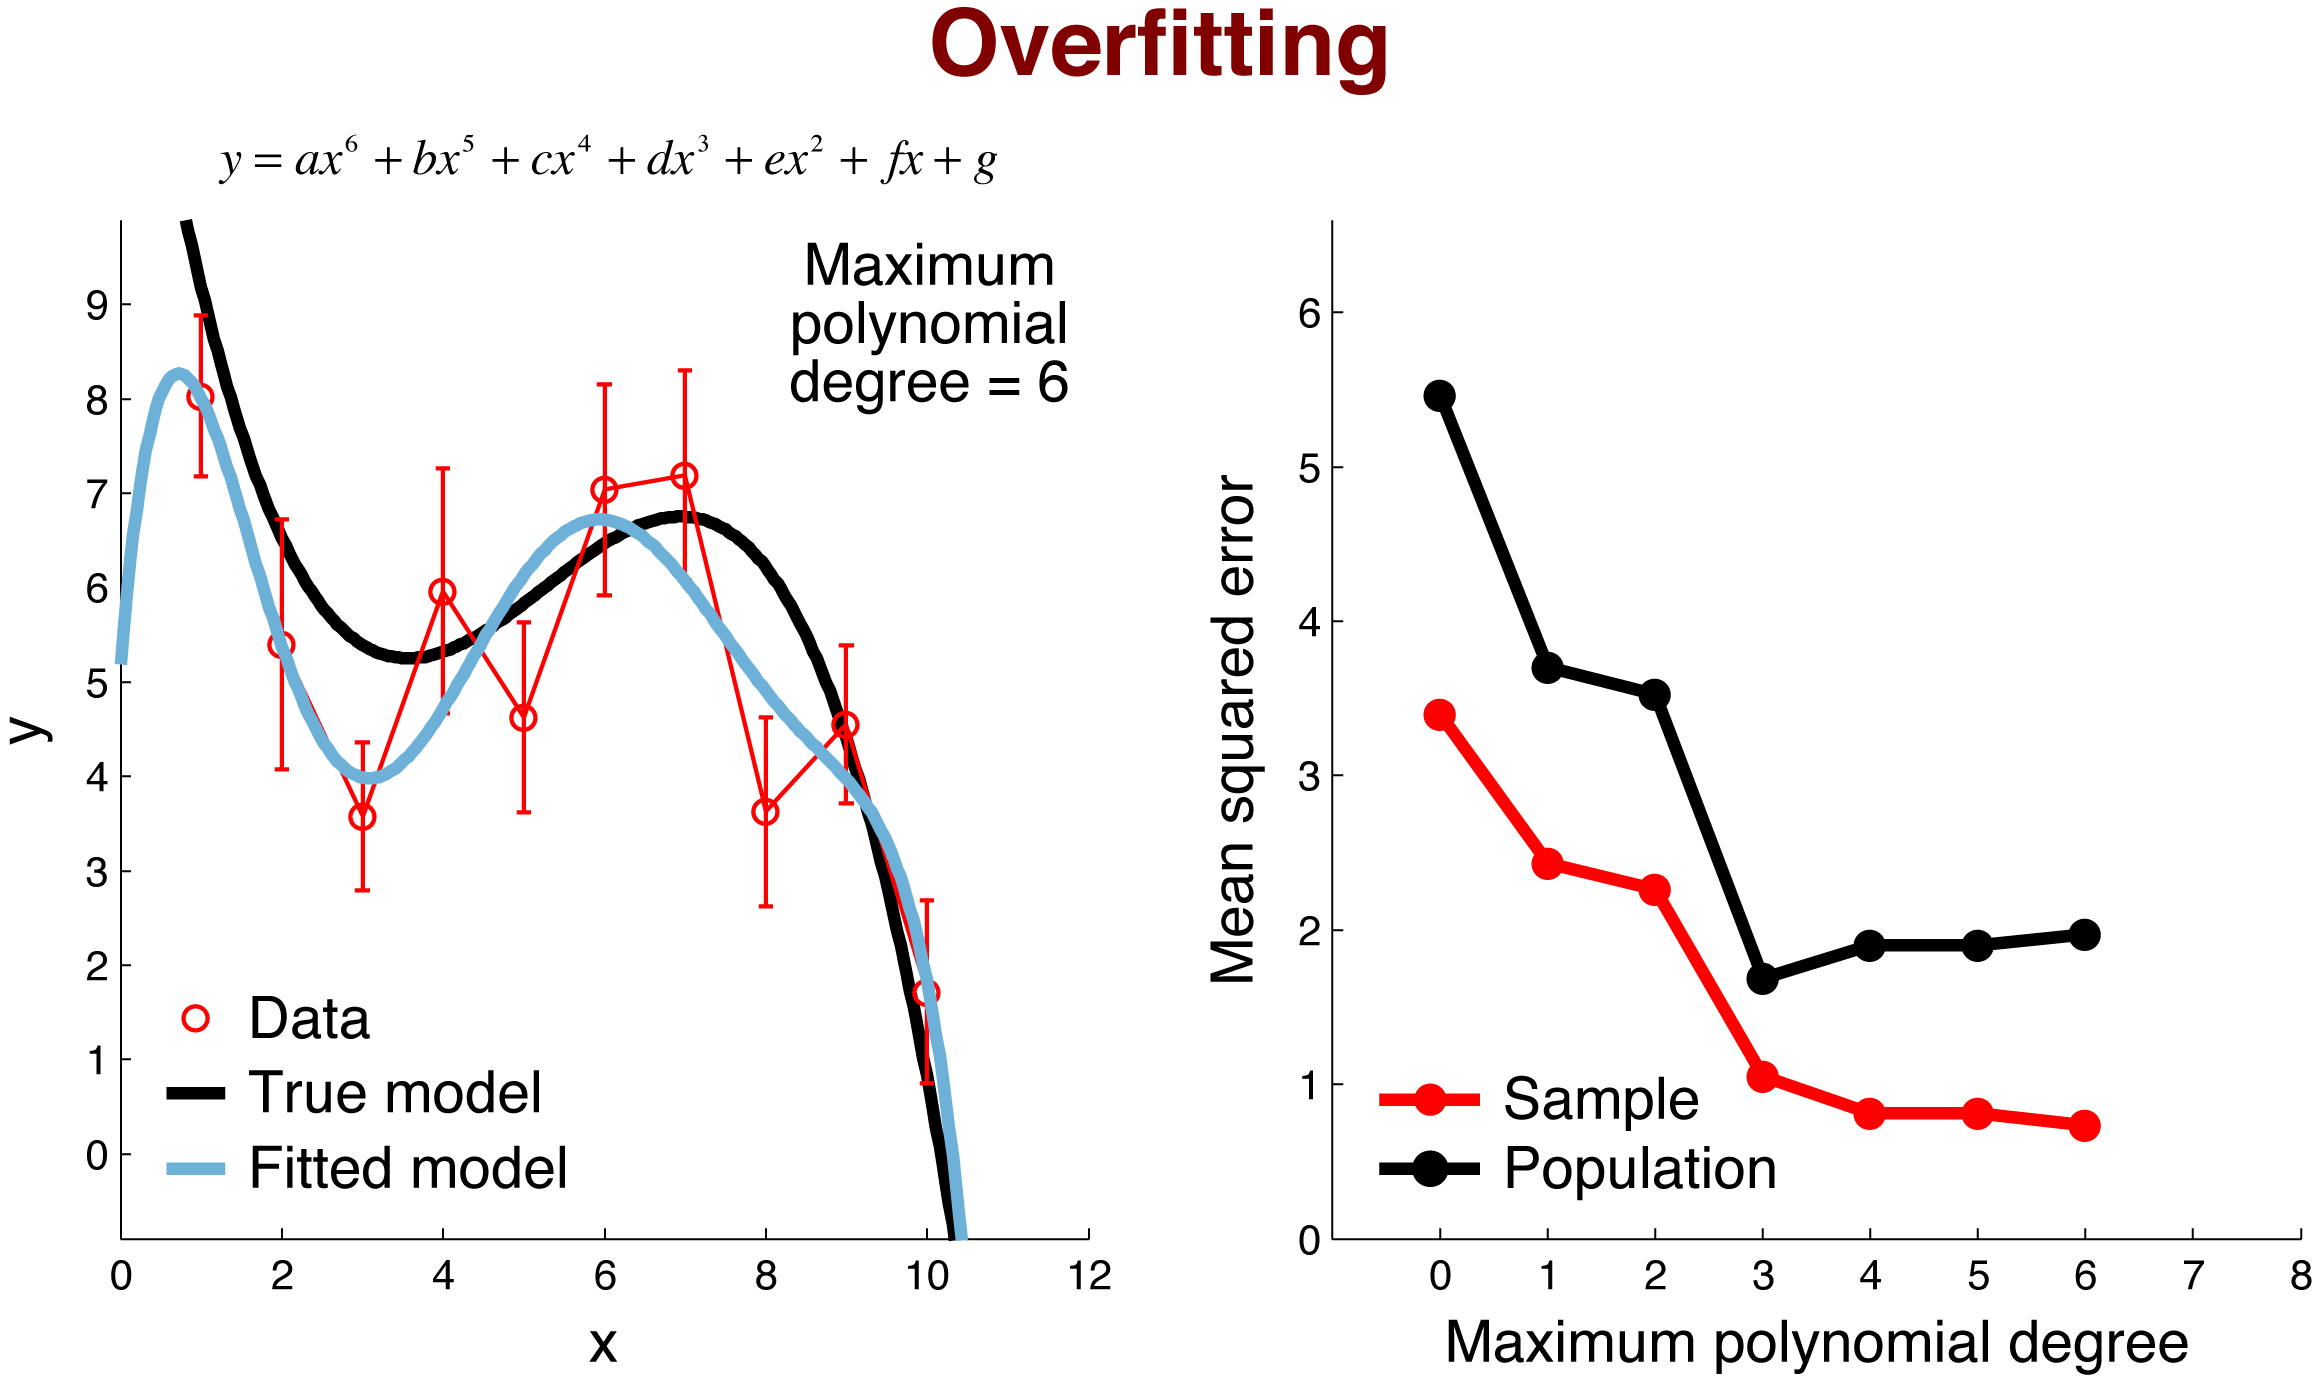 Overfitting
y = ax⁶ + bx⁵ + cx⁴ + dx³ + ex² + fx + g
Maximum
polynomial
degree = 6
9
8
7
6
5
4
3
2
1
0
y
Data
True model
Fitted model
0 2 4 6 8 10 12
x
6
5
4
3
2
1
0
Mean squared error
Sample
Population
0 1 2 3 4 5 6 7 8
Maximum polynomial degree